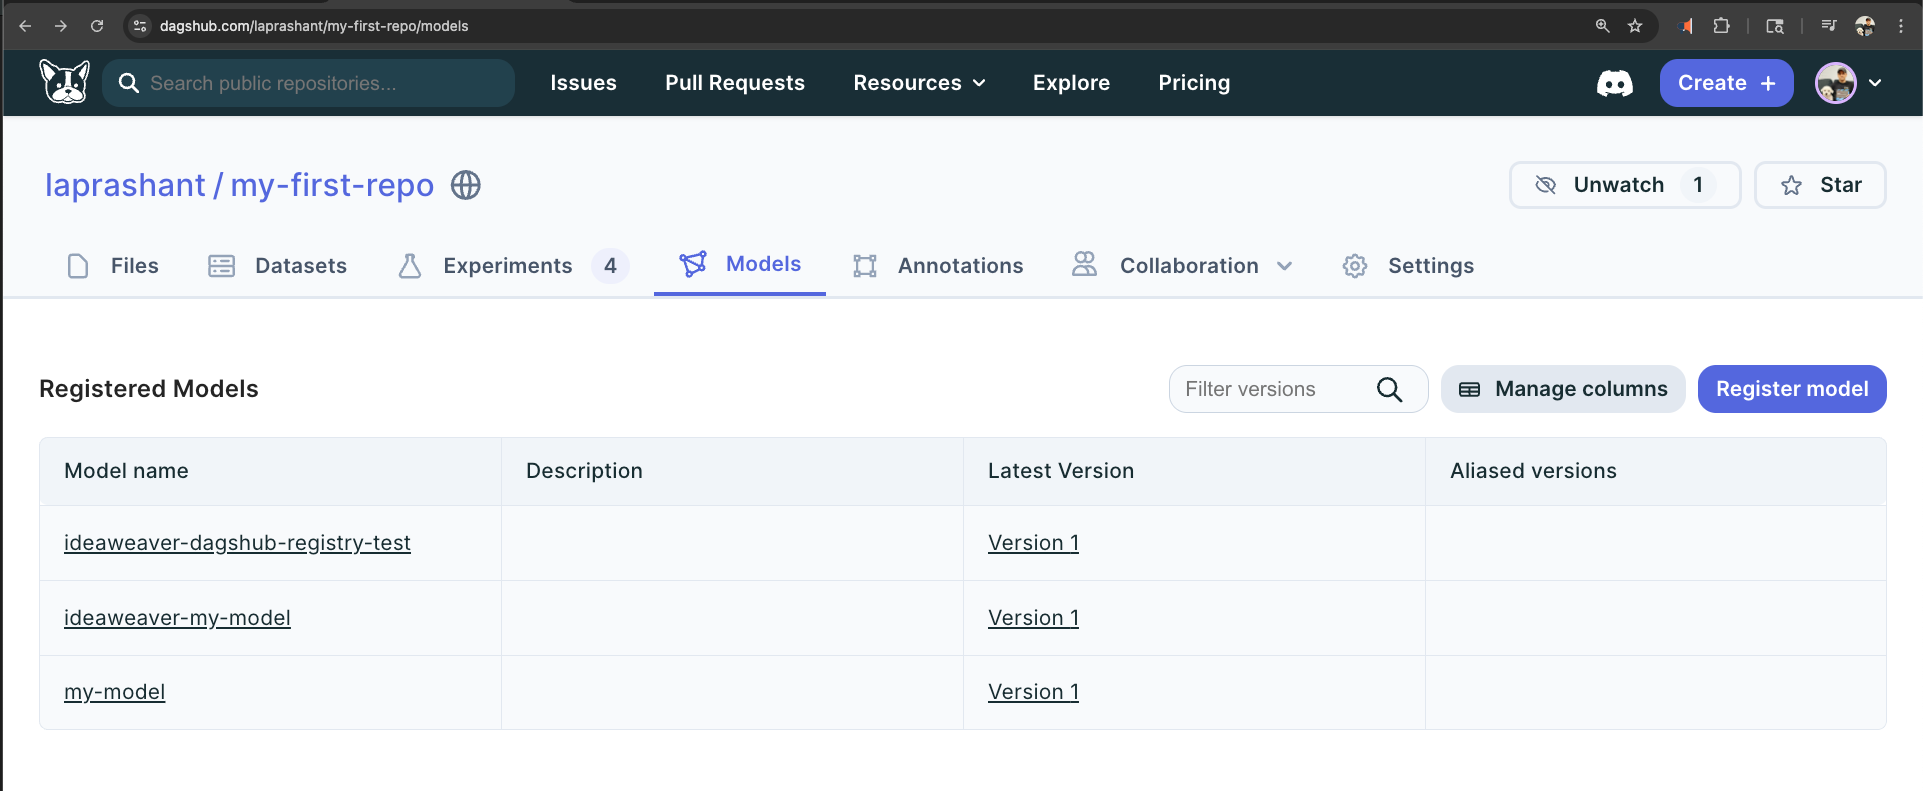 dagshub.com/laprashant/my-first-repo/models
Search public repositories... Issues Pull Requests Resources Explore Pricing Create +
laprashant / my-first-repo Unwatch 1 Star
Files Datasets Experiments 4 Models Annotations Collaboration Settings
Registered Models Filter versions Manage columns Register model
Model name Description Latest Version Aliased versions
ideaweaver-dagshub-registry-test Version 1
ideaweaver-my-model Version 1
my-model Version 1